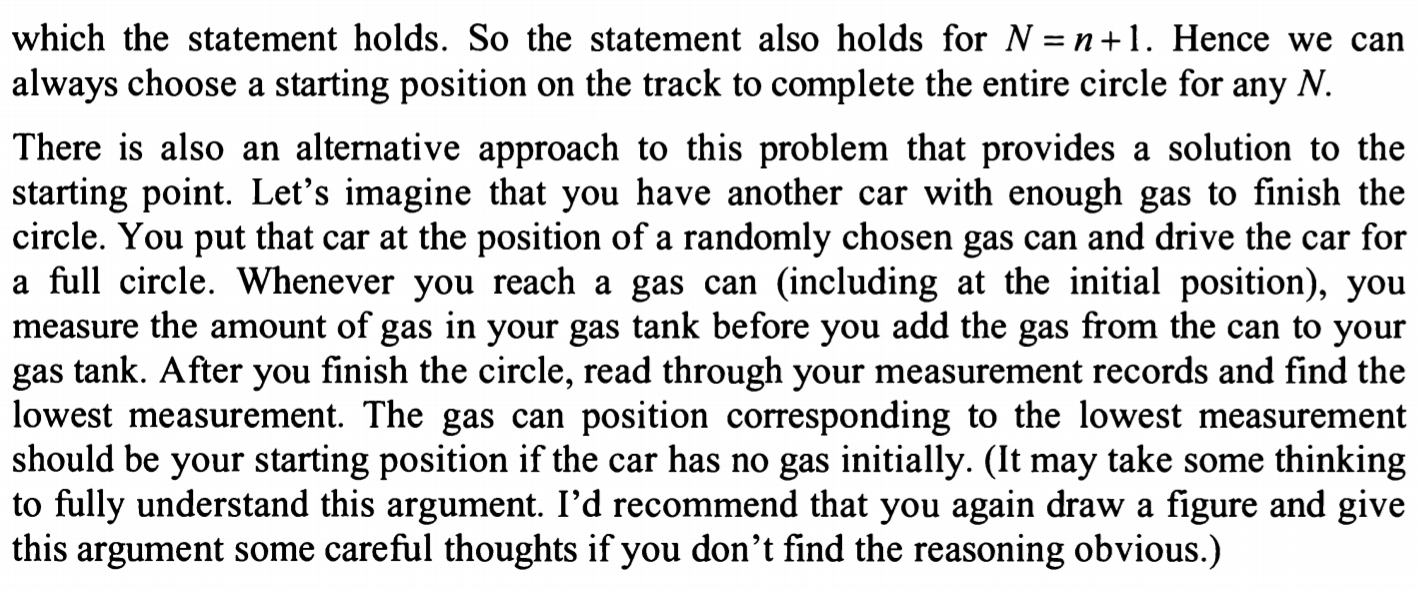 which the statement holds. So the statement also holds for N = n + 1. Hence we can
always choose a starting position on the track to complete the entire circle for any N.
There is also an alternative approach to this problem that provides a solution to the
starting point. Let’s imagine that you have another car with enough gas to finish the
circle. You put that car at the position of a randomly chosen gas can and drive the car for
a full circle. Whenever you reach a gas can (including at the initial position), you
measure the amount of gas in your gas tank before you add the gas from the can to your
gas tank. After you finish the circle, read through your measurement records and find the
lowest measurement. The gas can position corresponding to the lowest measurement
should be your starting position if the car has no gas initially. (It may take some thinking
to fully understand this argument. I’d recommend that you again draw a figure and give
this argument some careful thoughts if you don’t find the reasoning obvious.)